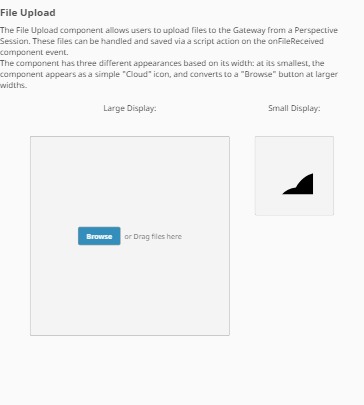 File Upload
The File Upload component allows users to upload files to the Gateway from a Perspective
Session. These files can be handled and saved via a script action on the onFileReceived
component event.
The component has three different appearances based on its width: at its smallest, the
component appears as a simple "Cloud" icon, and converts to a "Browse" button at larger
widths.
Large Display:
Small Display:
Browse or Drag files here